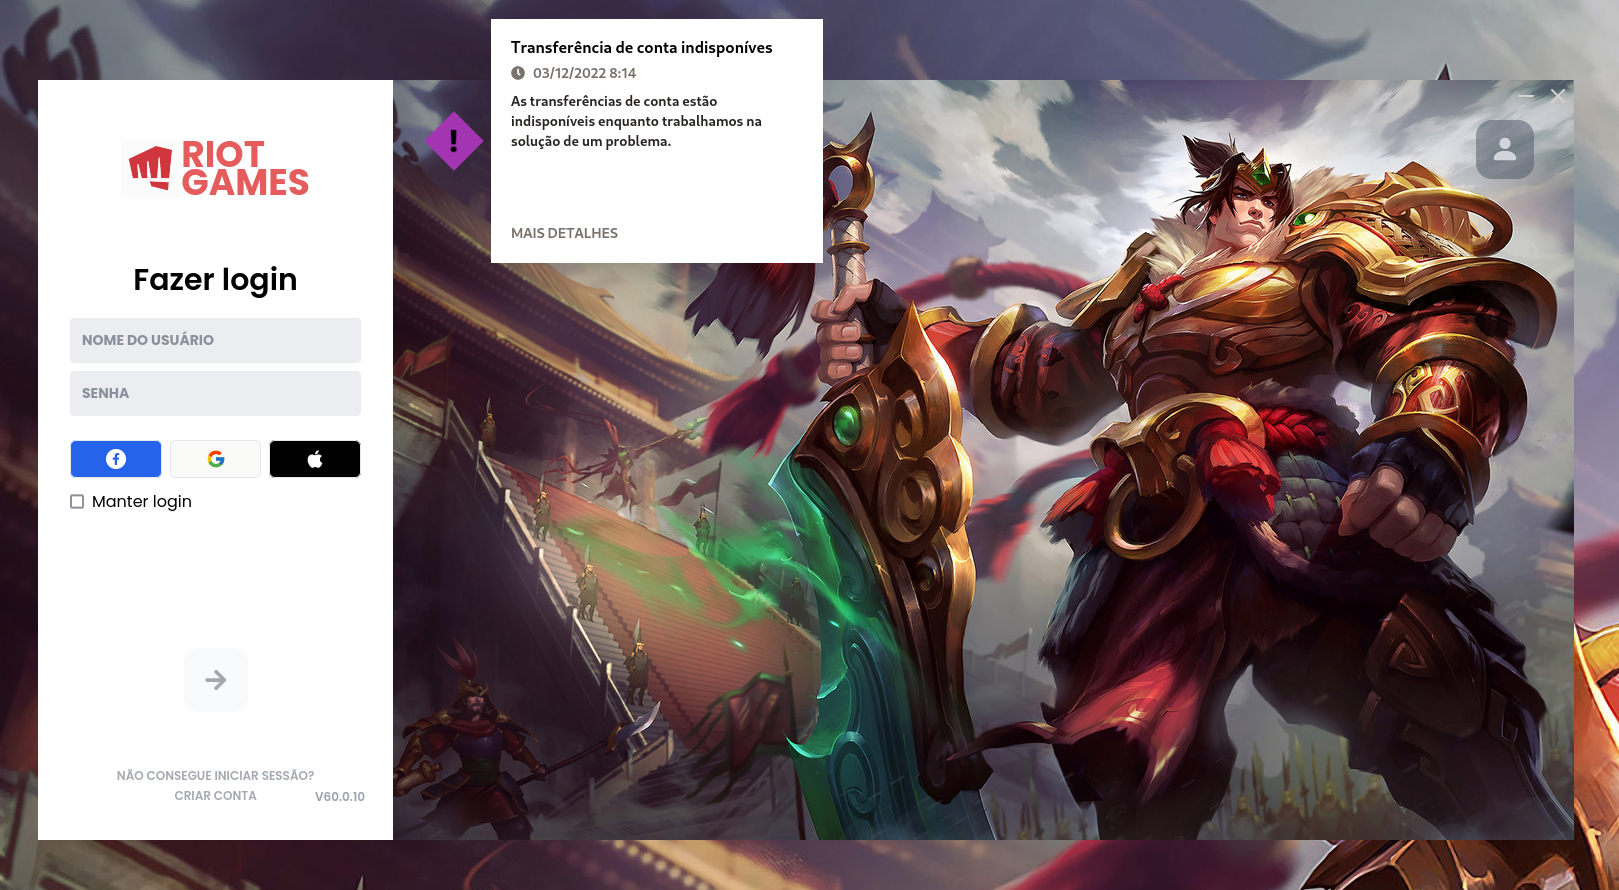 Transferência de conta indisponíves
03/12/2022 8:14
As transferências de conta estão
indisponíveis enquanto trabalhamos na
solução de um problema.
MAIS DETALHES
!
RIOT
GAMES
Fazer login
NOME DO USUÁRIO
SENHA
Manter login
NÃO CONSEGUE INICIAR SESSÃO?
CRIAR CONTA
V60.0.10